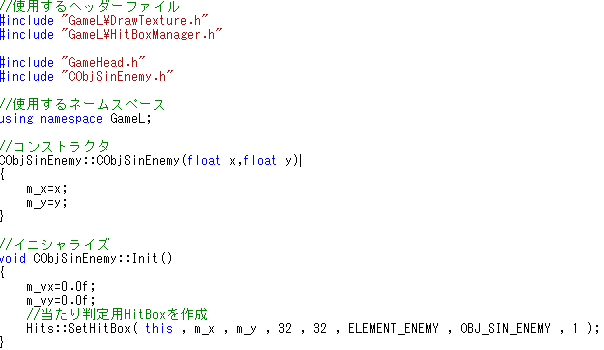 //使用するヘッダーファイル
#include "GameL¥DrawTexture.h"
#include "GameL¥HitBoxManager.h"
#include "GameHead.h"
#include "CObjSinEnemy.h"
//使用するネームスペース
using namespace GameL;
//コンストラクタ
CObjSinEnemy::CObjSinEnemy(float x,float y)
{
m_x=x;
m_y=y;
}
//イニシャライズ
void CObjSinEnemy::Init()
{
m_vx=0.0f;
m_vy=0.0f;
//当たり判定用HitBoxを作成
Hits::SetHitBox( this , m_x , m_y , 32 , 32 , ELEMENT_ENEMY , OBJ_SIN_ENEMY , 1 );
}